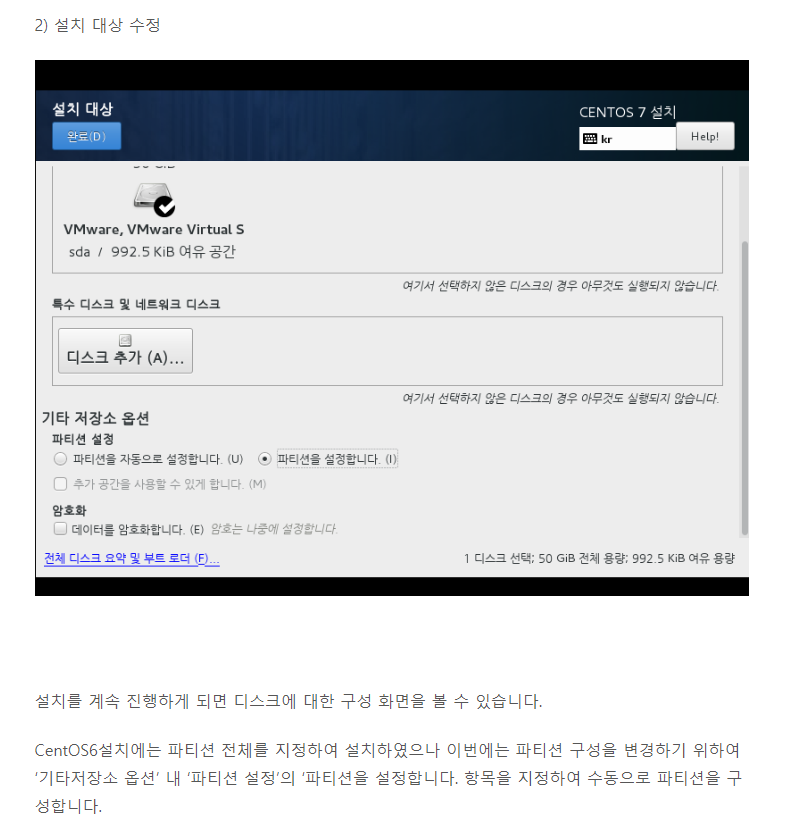 2) 설치 대상 수정
설치 대상
완료(D)
CENTOS 7 설치
kr
Help!
VMware, VMware Virtual S
sda / 992.5 KiB 여유 공간
여기서 선택하지 않은 디스크의 경우 아무것도 실행되지 않습니다.
특수 디스크 및 네트워크 디스크
디스크 추가 (A)...
여기서 선택하지 않은 디스크의 경우 아무것도 실행되지 않습니다.
기타 저장소 옵션
파티션 설정
파티션을 자동으로 설정합니다. (U) 파티션을 설정합니다. (I)
추가 공간을 사용할 수 있게 합니다. (M)
암호화
데이터를 암호화합니다. (E) 암호는 나중에 설정합니다.
전체 디스크 요약 및 부트 로더 (F)...
1 디스크 선택; 50 GiB 전체 용량; 992.5 KiB 여유 용량
설치를 계속 진행하게 되면 디스크에 대한 구성 화면을 볼 수 있습니다.
CentOS6설치에는 파티션 전체를 지정하여 설치하였으나 이번에는 파티션 구성을 변경하기 위하여
‘기타저장소 옵션’ 내 ‘파티션 설정’의 ‘파티션을 설정합니다. 항목을 지정하여 수동으로 파티션을 구
성합니다.